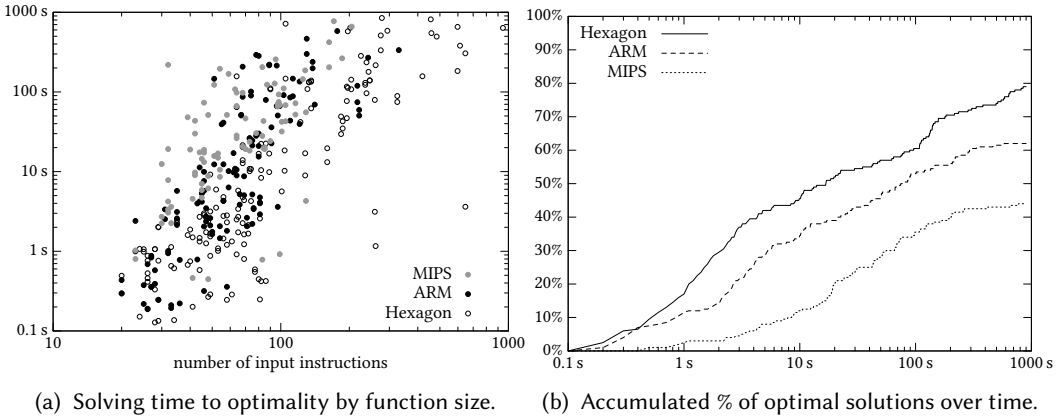 1000 s
100 s
10 s
1 s
0.1 s
10
100
1000
number of input instructions
MIPS
ARM
Hexagon
(a) Solving time to optimality by function size.
100%
90%
80%
70%
60%
50%
40%
30%
20%
10%
0%
0.1 s
1 s
10 s
100 s
1000 s
Hexagon
ARM
MIPS
(b) Accumulated % of optimal solutions over time.